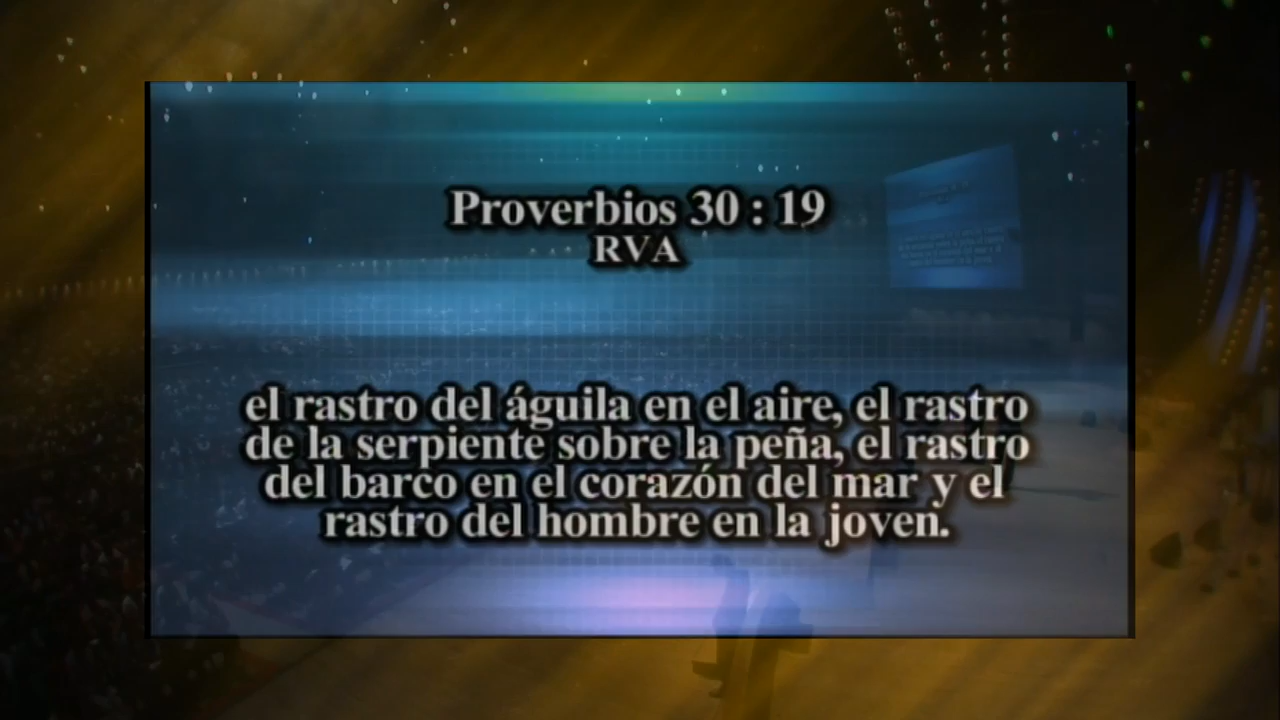 Proverbios 30 : 19
RVA
el rastro del águila en el aire, el rastro
de la serpiente sobre la peña, el rastro
del barco en el corazón del mar y el
rastro del hombre en la joven.